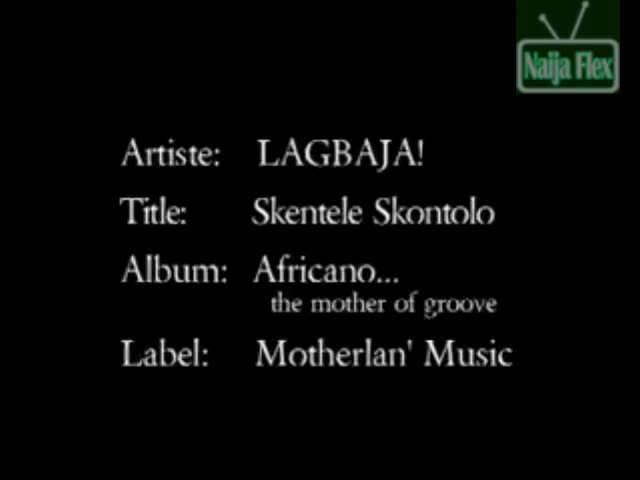 Naija Flex
Artiste: LAGBAJA!
Title: Skentele Skontolo
Album: Africano...
the mother of groove
Label: Motherlan' Music